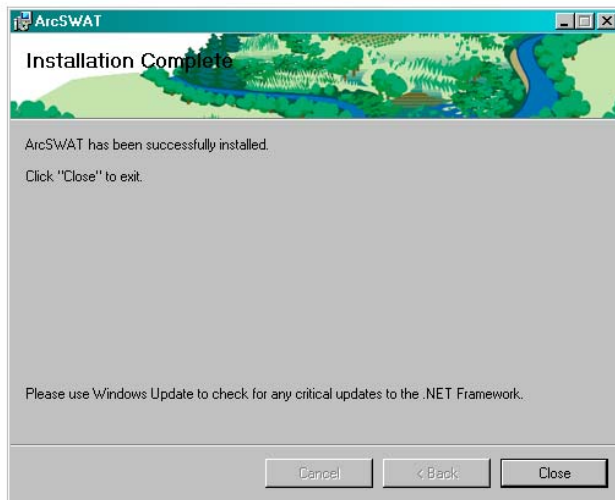 ArcSWAT
Installation Complete
ArcSWAT has been successfully installed.
Click "Close" to exit.
Please use Windows Update to check for any critical updates to the .NET Framework.
Cancel
< Back
Close